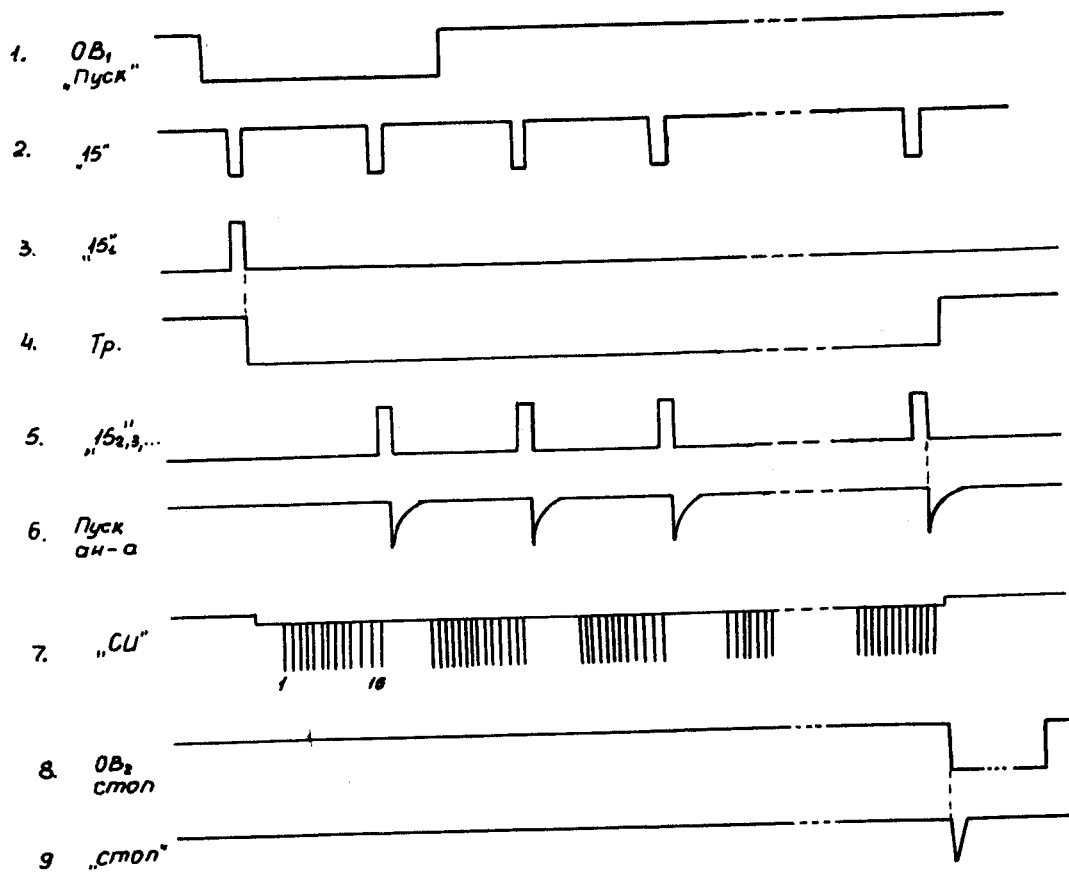 1. ОВ₁
„Пуск"
2. „15"
3. „15₁"
4. Тр.
5. „15₂,₃,..."
6. Пуск
ан-а
7. „СИ"
1 16
8. ОВ₂
стоп
9 „стоп"